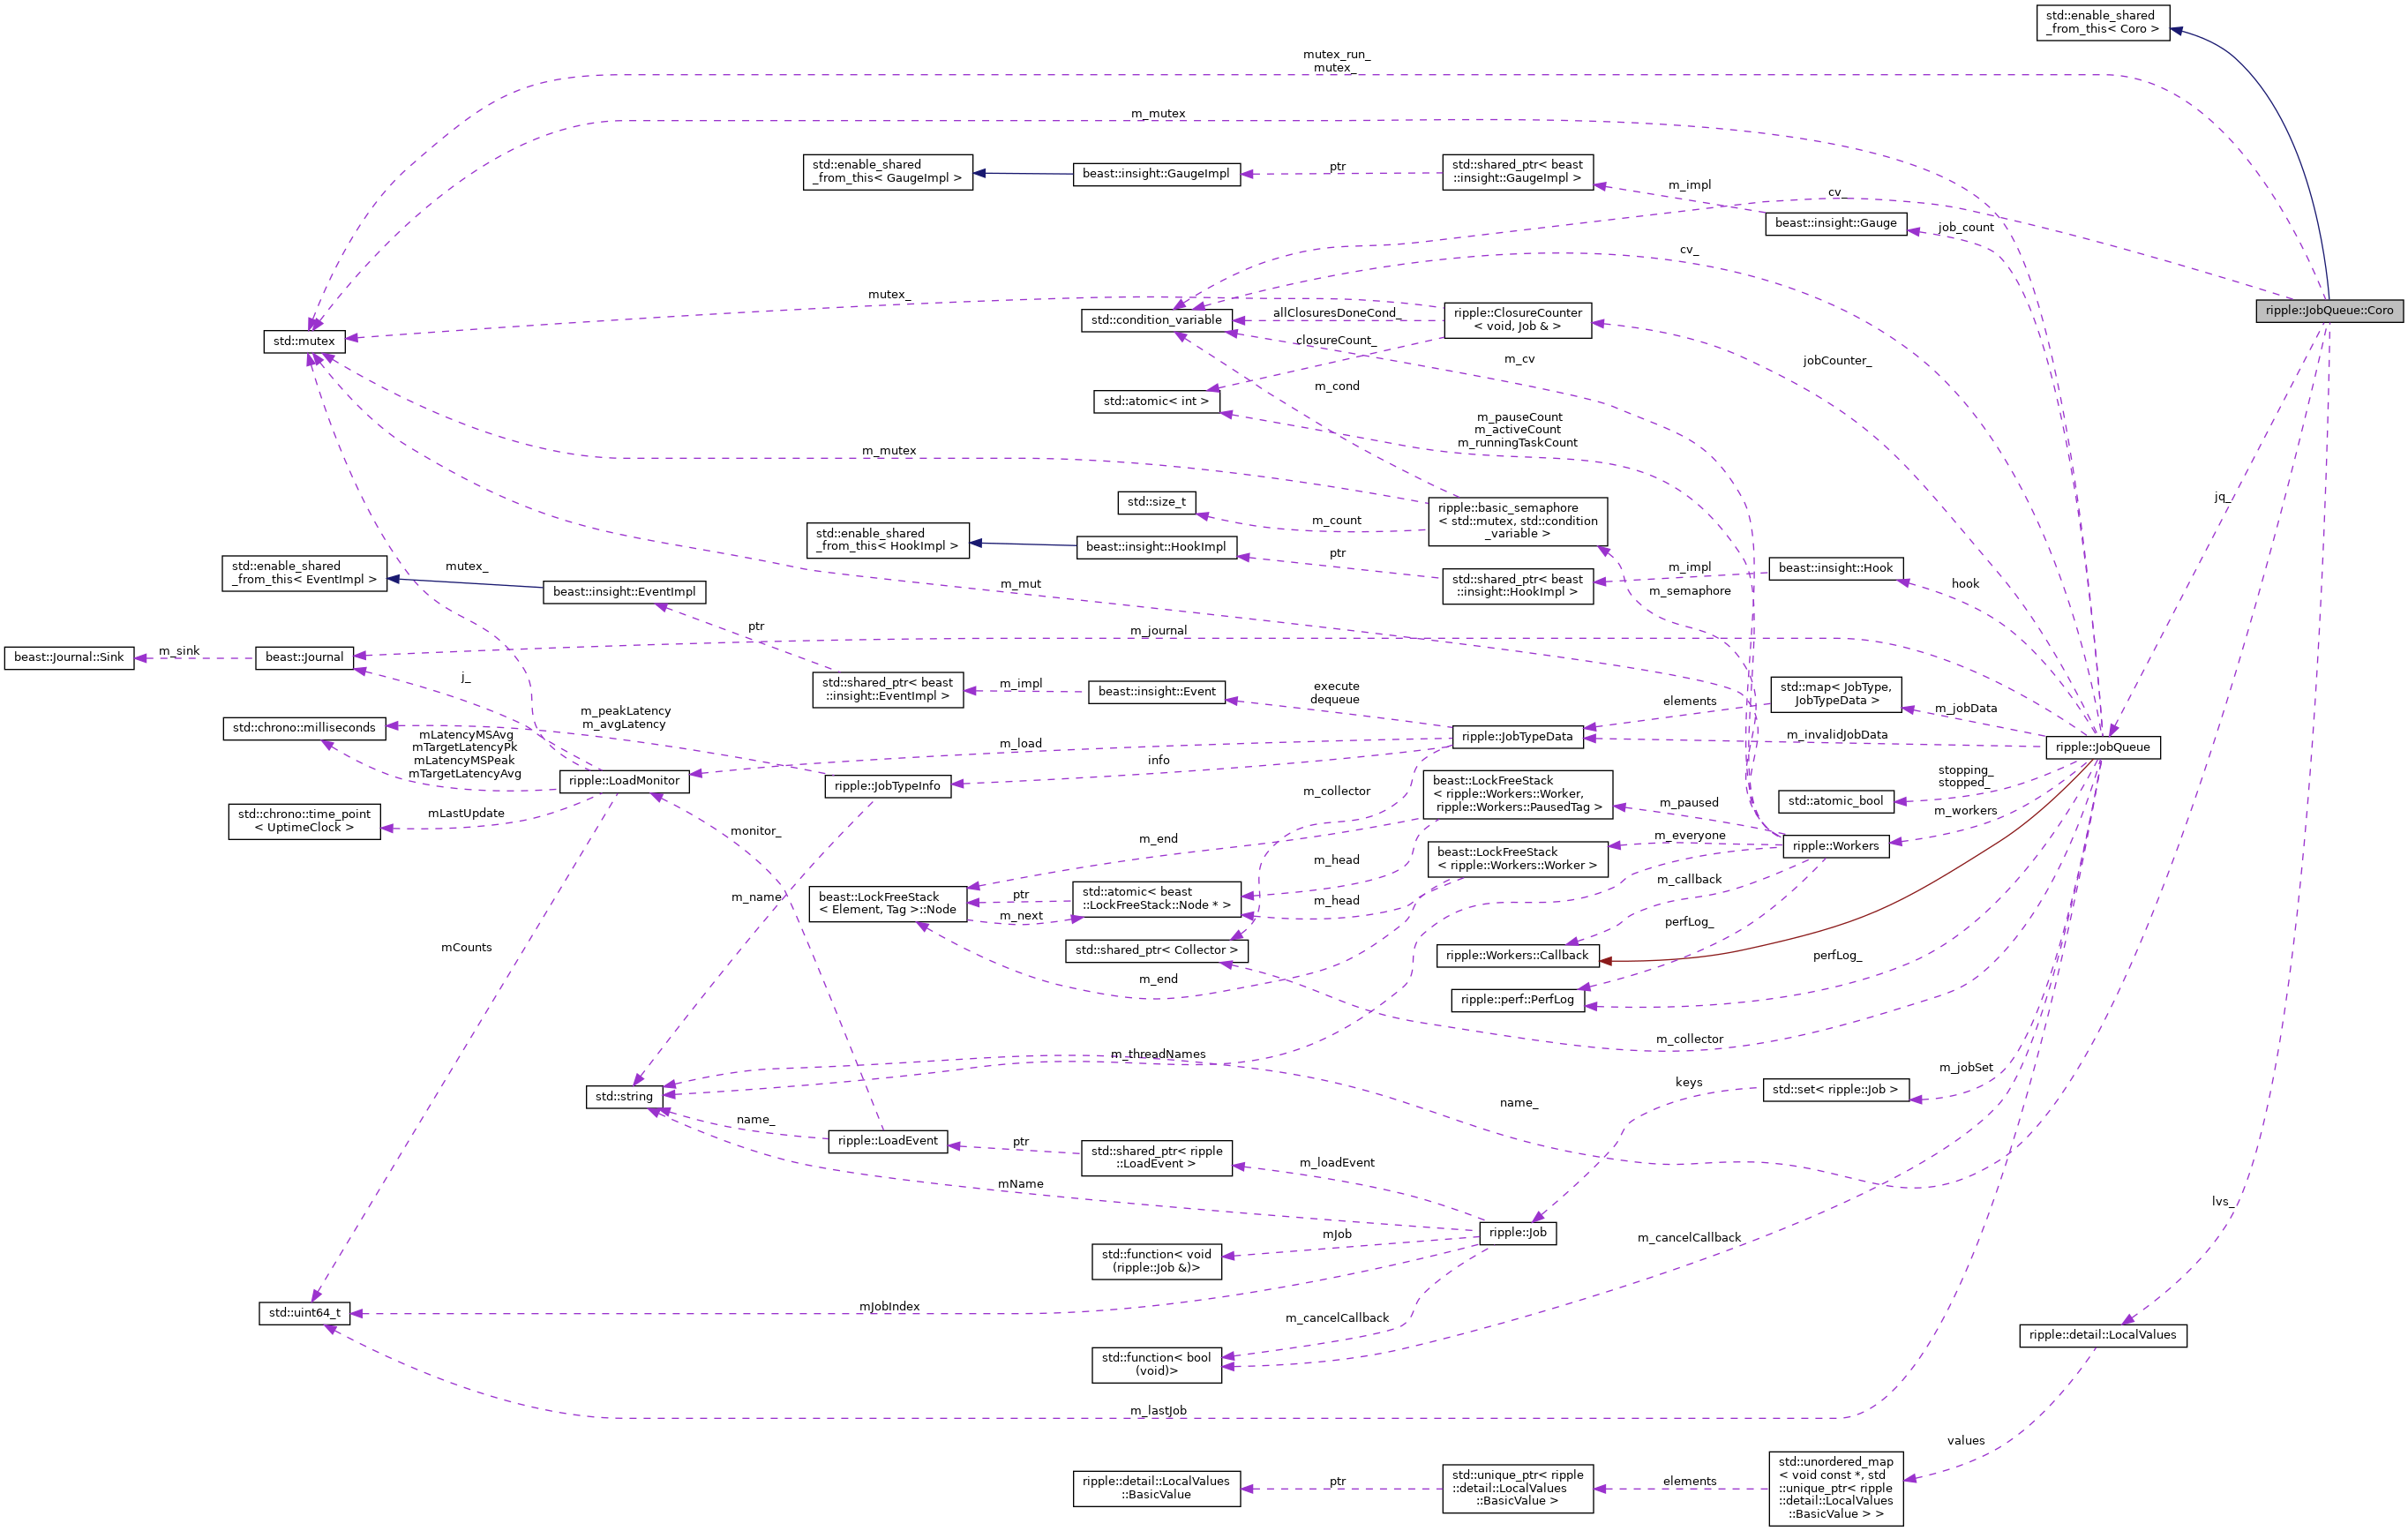 std::enable_shared
_from_this< Coro >
mutex_run_
mutex_
m_mutex
std::enable_shared
_from_this< GaugeImpl >
beast::insight::GaugeImpl
ptr
std::shared_ptr< beast
::insight::GaugeImpl >
m_impl
cv_
beast::insight::Gauge
job_count
cv_
mutex_
std::condition_variable
allClosuresDoneCond_
ripple::ClosureCounter
< void, Job & >
ripple::JobQueue::Coro
std::mutex
closureCount_
m_cv
jobCounter_
m_cond
std::atomic< int >
m_pauseCount
m_activeCount
m_runningTaskCount
m_mutex
std::size_t
m_count
ripple::basic_semaphore
< std::mutex, std::condition
_variable >
jq_
std::enable_shared
_from_this< HookImpl >
beast::insight::HookImpl
ptr
std::shared_ptr< beast
::insight::HookImpl >
m_impl
m_semaphore
beast::insight::Hook
hook
std::enable_shared
_from_this< EventImpl >
mutex_
beast::insight::EventImpl
m_mut
ptr
m_journal
beast::Journal::Sink
m_sink
beast::Journal
j_
std::shared_ptr< beast
::insight::EventImpl >
m_impl
beast::insight::Event
execute
dequeue
elements
std::map< JobType,
JobTypeData >
m_jobData
std::chrono::milliseconds
m_peakLatency
m_avgLatency
mLatencyMSAvg
mTargetLatencyPk
mLatencyMSPeak
mTargetLatencyAvg
m_load
ripple::JobTypeData
m_invalidJobData
ripple::JobQueue
info
ripple::LoadMonitor
ripple::JobTypeInfo
m_collector
beast::LockFreeStack
< ripple::Workers::Worker,
ripple::Workers::PausedTag >
m_paused
stopping_
stopped_
std::atomic_bool
std::chrono::time_point
< UptimeClock >
mLastUpdate
monitor_
m_end
m_everyone
m_workers
ripple::Workers
m_head
beast::LockFreeStack
< ripple::Workers::Worker >
m_callback
m_name
beast::LockFreeStack
< Element, Tag >::Node
ptr
m_next
std::atomic< beast
::LockFreeStack::Node * >
m_head
perfLog_
mCounts
std::shared_ptr< Collector >
ripple::Workers::Callback
perfLog_
m_end
ripple::perf::PerfLog
m_collector
m_threadNames
m_jobSet
std::string
keys
std::set< ripple::Job >
name_
name_
ripple::LoadEvent
ptr
std::shared_ptr< ripple
::LoadEvent >
m_loadEvent
mName
lvs_
ripple::Job
mJob
std::function< void
(ripple::Job &)>
m_cancelCallback
std::uint64_t
mJobIndex
m_cancelCallback
ripple::detail::LocalValues
std::function< bool
(void)>
m_lastJob
values
ripple::detail::LocalValues
::BasicValue
ptr
std::unique_ptr< ripple
::detail::LocalValues
::BasicValue >
elements
std::unordered_map
< void const *, std
::unique_ptr< ripple
::detail::LocalValues
::BasicValue > >